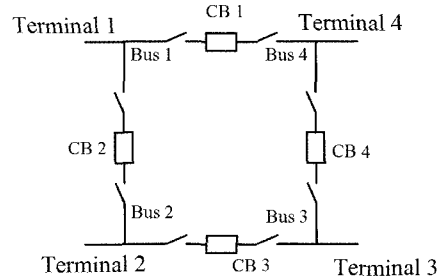 CB 1
Terminal 1
Terminal 4
Bus 1
Bus 4
CB 2
CB 4
Bus 2
Bus 3
Terminal 2
CB 3
Terminal 3